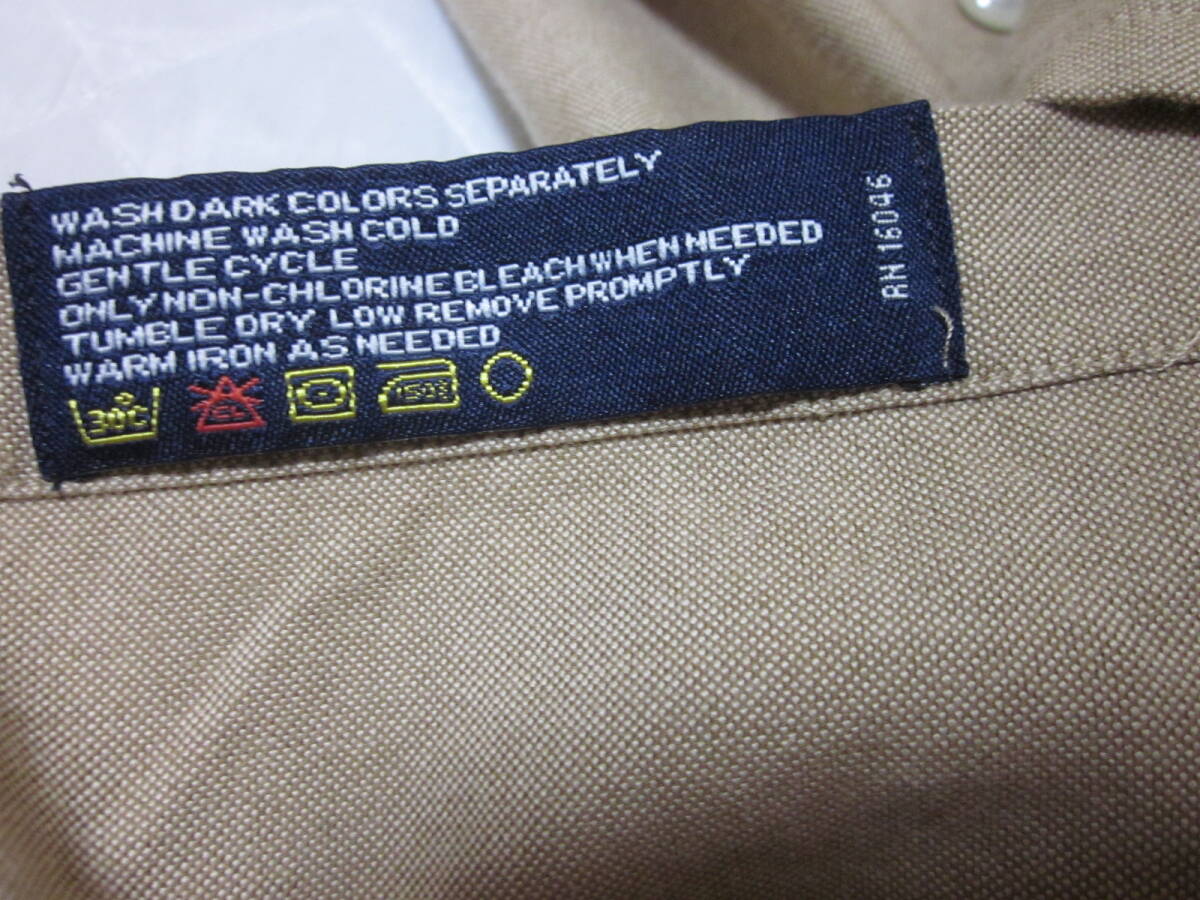 WASH DARK COLORS SEPARATELY
MACHINE WASH COLD
GENTLE CYCLE
ONLY NON-CHLORINE BLEACH WHEN NEEDED
TUMBLE DRY LOW REMOVE PROMPTLY
WARM IRON AS NEEDED
30°C
RN 16046